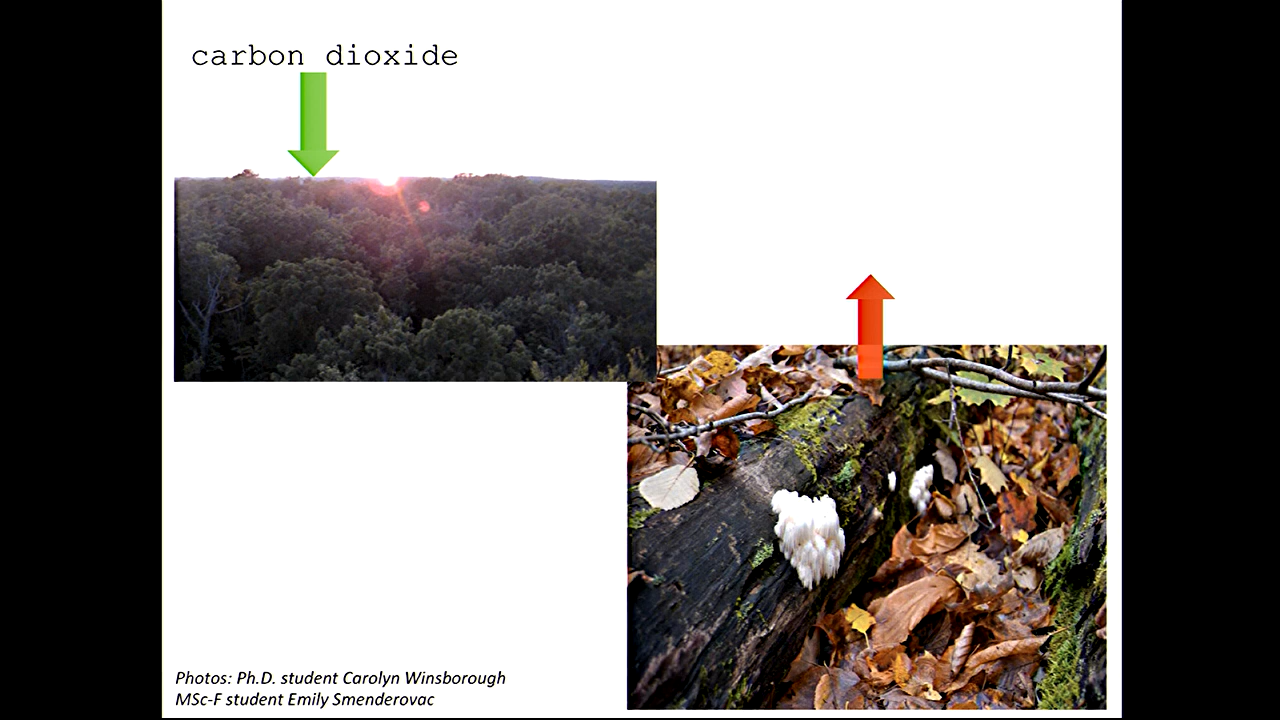 carbon dioxide
Photos: Ph.D. student Carolyn Winsborough
MSc-F student Emily Smenderovac